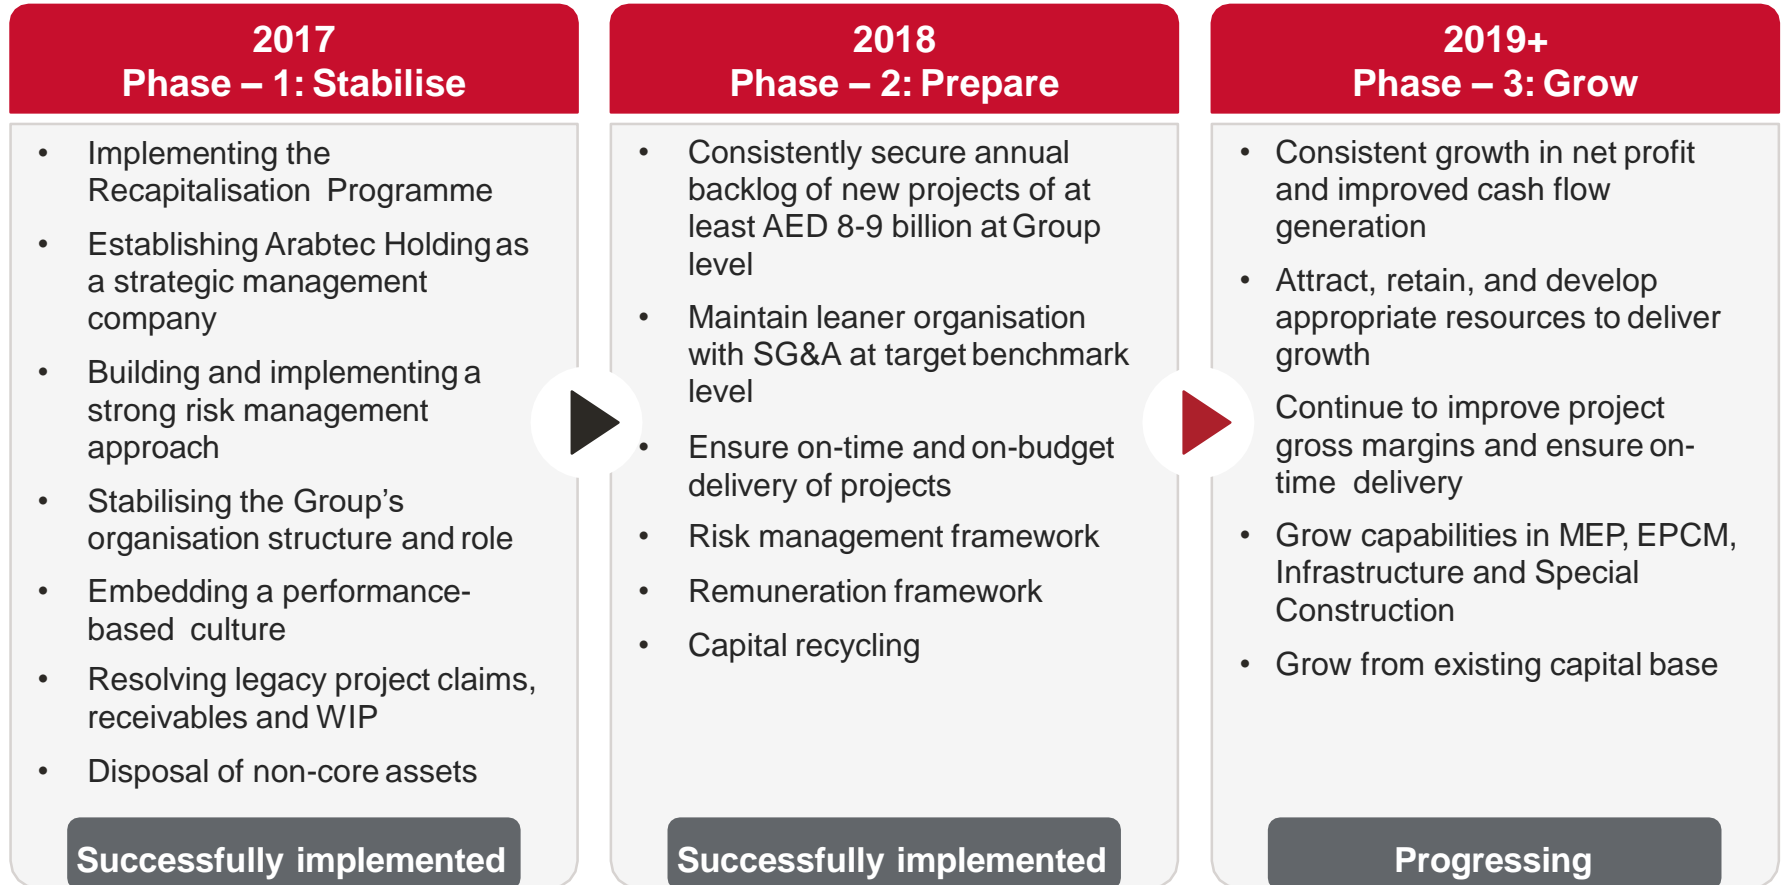 2017
Phase – 1: Stabilise
• Implementing the
Recapitalisation Programme
• Establishing Arabtec Holding as
a strategic management
company
• Building and implementing a
strong risk management
approach
• Stabilising the Group’s
organisation structure and role
• Embedding a performance-
based culture
• Resolving legacy project claims,
receivables and WIP
• Disposal of non-core assets
Successfully implemented
2018
Phase – 2: Prepare
• Consistently secure annual
backlog of new projects of at
least AED 8-9 billion at Group
level
• Maintain leaner organisation
with SG&A at target benchmark
level
• Ensure on-time and on-budget
delivery of projects
• Risk management framework
• Remuneration framework
• Capital recycling
Successfully implemented
2019+
Phase – 3: Grow
• Consistent growth in net profit
and improved cash flow
generation
• Attract, retain, and develop
appropriate resources to deliver
growth
Continue to improve project
gross margins and ensure on-
time delivery
• Grow capabilities in MEP, EPCM,
Infrastructure and Special
Construction
• Grow from existing capital base
Progressing